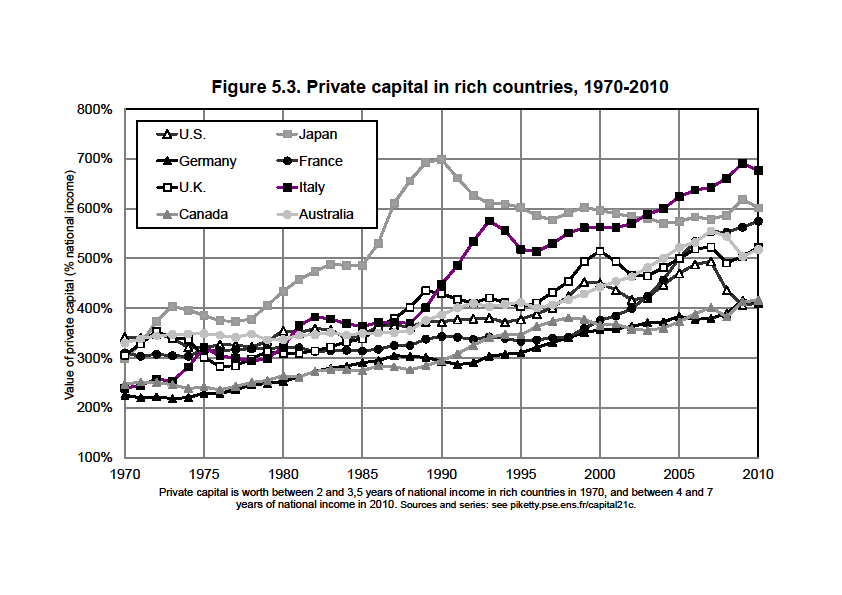 Figure 5.3. Private capital in rich countries, 1970-2010
800%
700%
600%
500%
400%
300%
200%
100%
Value of private capital (% national income)
U.S.
Japan
Germany
France
U.K.
Italy
Canada
Australia
1970 1975 1980 1985 1990 1995 2000 2005 2010
Private capital is worth between 2 and 3,5 years of national income in rich countries in 1970, and between 4 and 7
years of national income in 2010. Sources and series: see piketty.pse.ens.fr/capital21c.